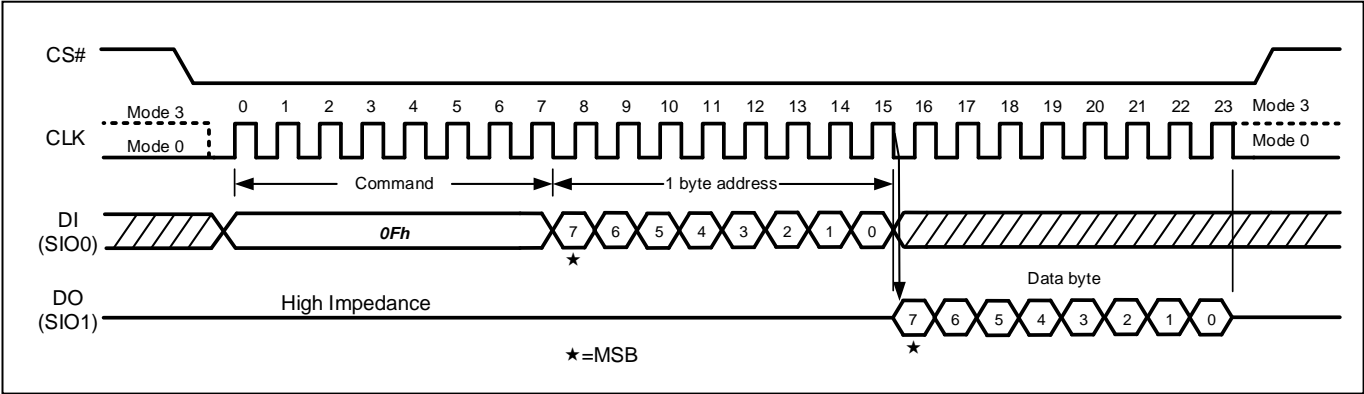 CS#
0 1 2 3 4 5 6 7 8 9 10 11 12 13 14 15 16 17 18 19 20 21 22 23
Mode 3
Mode 3
CLK
Mode 0
Mode 0
Command
1 byte address
DI
(SIO0)
0Fh
7 6 5 4 3 2 1 0
★
Data byte
DO
(SIO1)
High Impedance
7 6 5 4 3 2 1 0
★
★=MSB